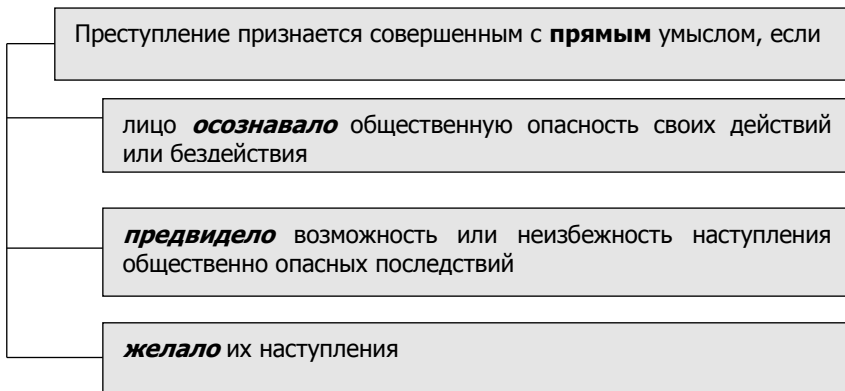 Преступление признается совершенным с прямым умыслом, если
лицо осознавало общественную опасность своих действий
или бездействия
предвидело возможность или неизбежность наступления
общественно опасных последствий
желало их наступления